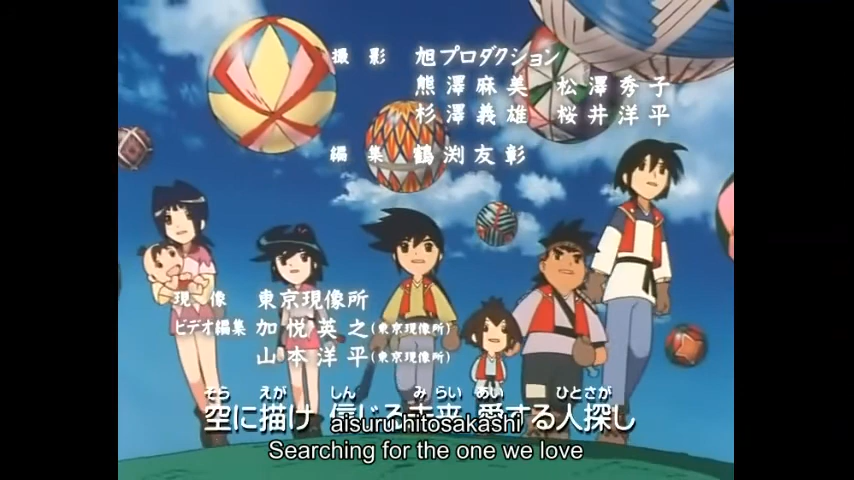 撮影 旭プロダクション
熊澤麻美 松澤秀子
杉澤義雄 桜井洋平
編集 鶴渕友彰
現像 東京現像所
ビデオ編集 加悦英之(東京現像所)
山本洋平(東京現像所)
そら えが しん みらい あい ひとさが
空に描け 信じる未来 愛する人探し
aisuru hitosakashi
Searching for the one we love